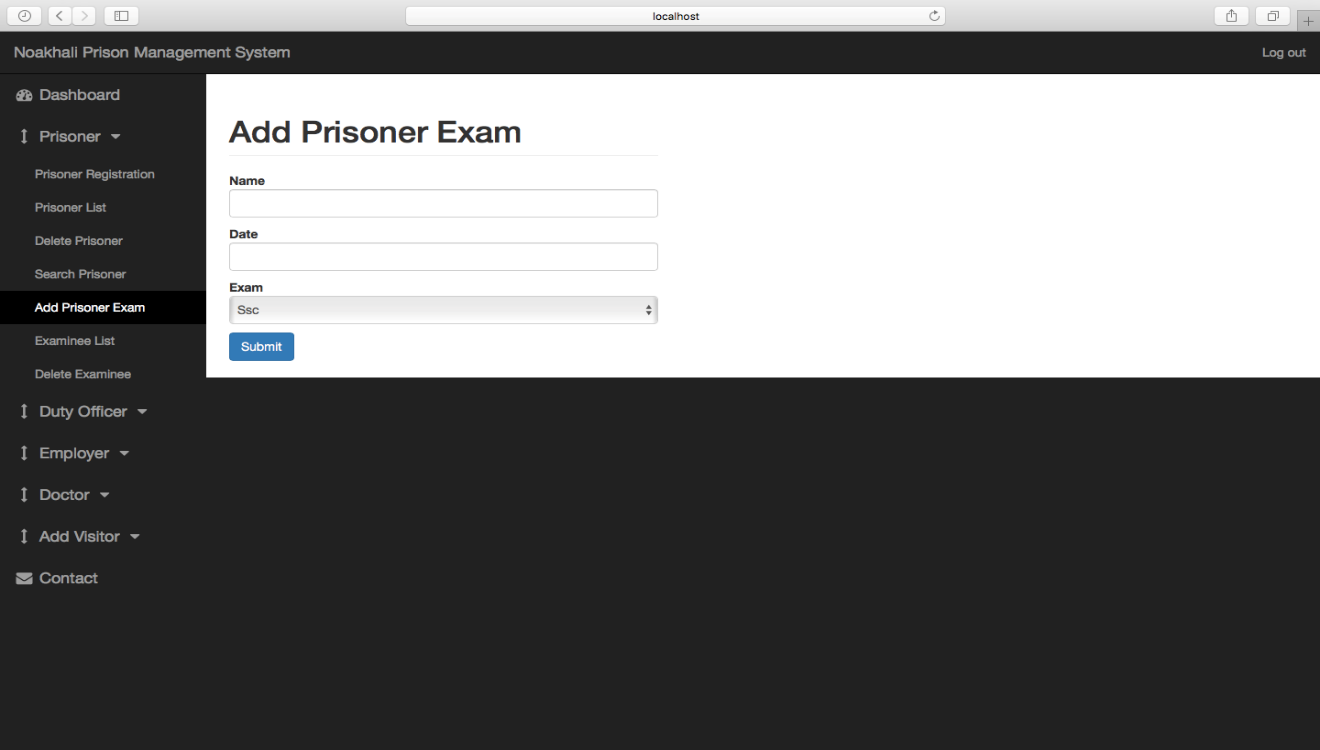 localhost
Noakhali Prison Management System
Log out
Dashboard
Prisoner
Prisoner Registration
Prisoner List
Delete Prisoner
Search Prisoner
Add Prisoner Exam
Examinee List
Delete Examinee
Duty Officer
Employer
Doctor
Add Visitor
Contact
Add Prisoner Exam
Name
Date
Exam
Ssc
Submit